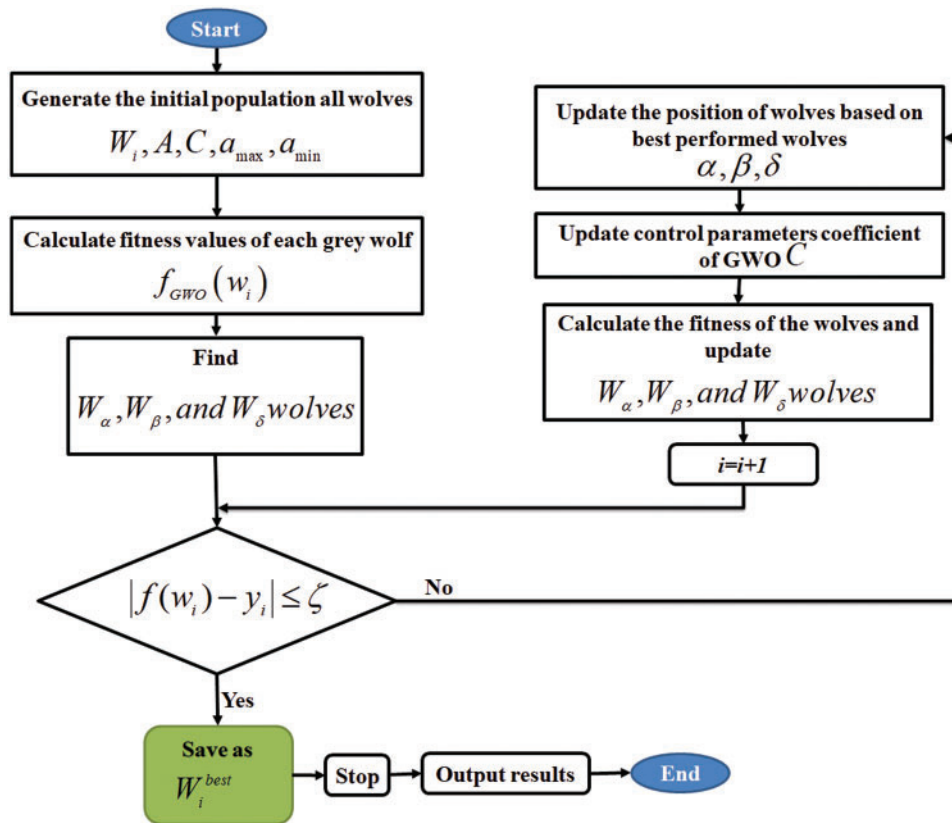 Start
Generate the initial population all wolves
W_i, A, C, a_max, a_min
Calculate fitness values of each grey wolf
f_GWO(w_i)
Find
W_α, W_β, and W_δ wolves
Update the position of wolves based on
best performed wolves
α, β, δ
Update control parameters coefficient
of GWO C
Calculate the fitness of the wolves and
update
W_α, W_β, and W_δ wolves
i=i+1
|f(w_i) − y_i| ≤ ζ
No
Yes
Save as
W_i^best
Stop
Output results
End